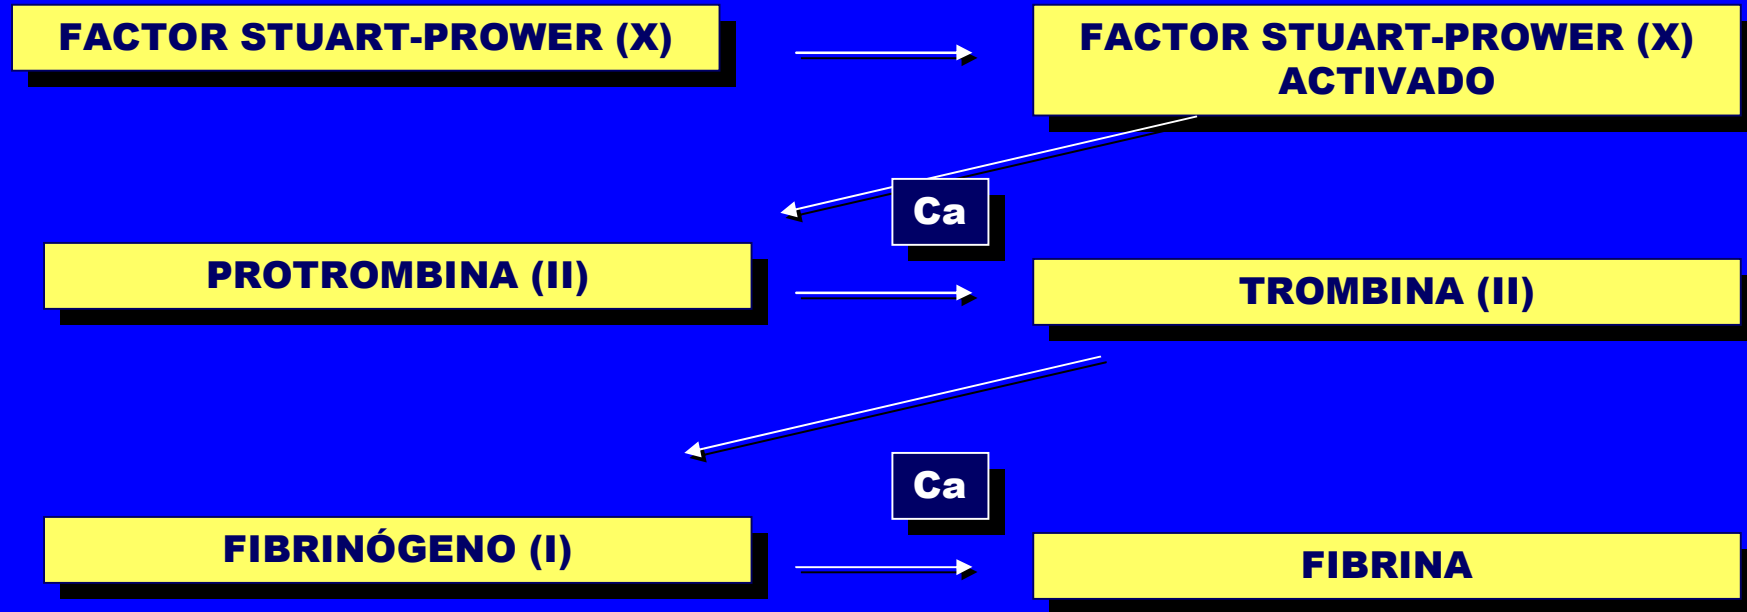 FACTOR STUART-PROWER (X)
FACTOR STUART-PROWER (X)
ACTIVADO
Ca
PROTROMBINA (II)
TROMBINA (II)
Ca
FIBRINÓGENO (I)
FIBRINA